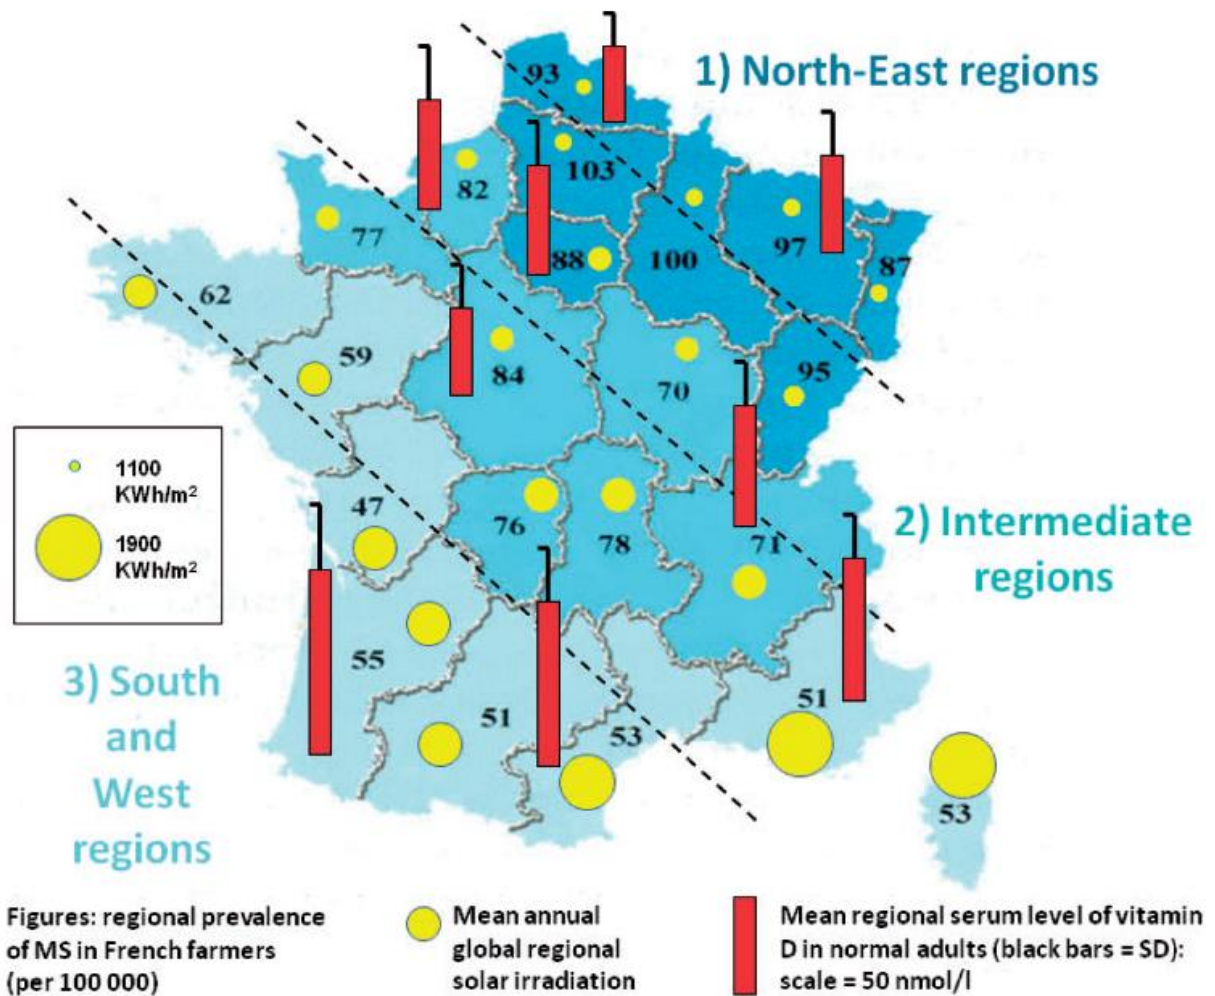 1) North-East regions
93
103
82
77
88
100
97
87
62
59
84
70
95
1100
KWh/m²
1900
KWh/m²
47
76
78
71
2) Intermediate
regions
3) South
and
West
regions
55
51
53
51
53
Figures: regional prevalence
of MS in French farmers
(per 100 000)
Mean annual
global regional
solar irradiation
Mean regional serum level of vitamin
D in normal adults (black bars = SD):
scale = 50 nmol/l